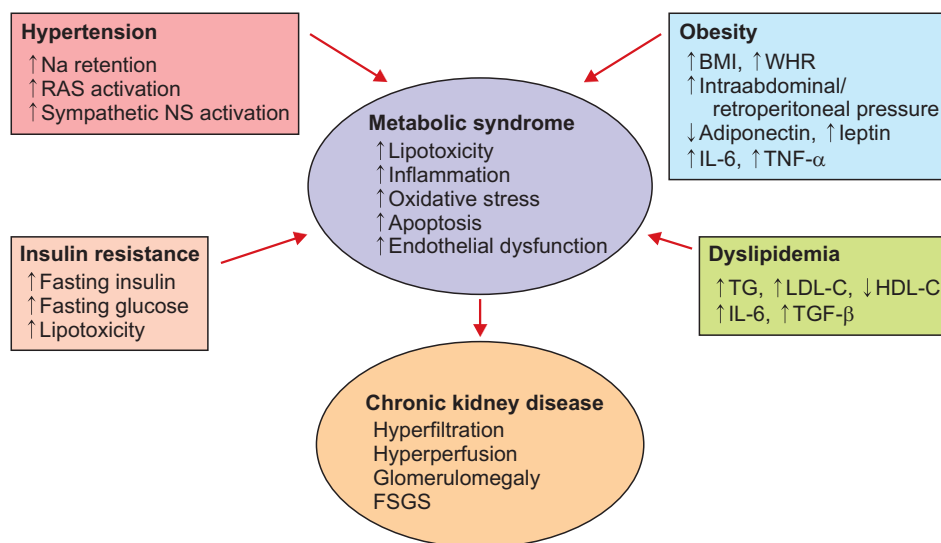 Hypertension
↑Na retention
↑RAS activation
↑Sympathetic NS activation
Obesity
↑BMI, ↑WHR
↑Intraabdominal/
retroperitoneal pressure
↓Adiponectin, ↑leptin
↑IL-6, ↑TNF-α
Metabolic syndrome
↑Lipotoxicity
↑Inflammation
↑Oxidative stress
↑Apoptosis
↑Endothelial dysfunction
Insulin resistance
↑Fasting insulin
↑Fasting glucose
↑Lipotoxicity
Dyslipidemia
↑TG, ↑LDL-C, ↓HDL-C
↑IL-6, ↑TGF-β
Chronic kidney disease
Hyperfiltration
Hyperperfusion
Glomerulomegaly
FSGS